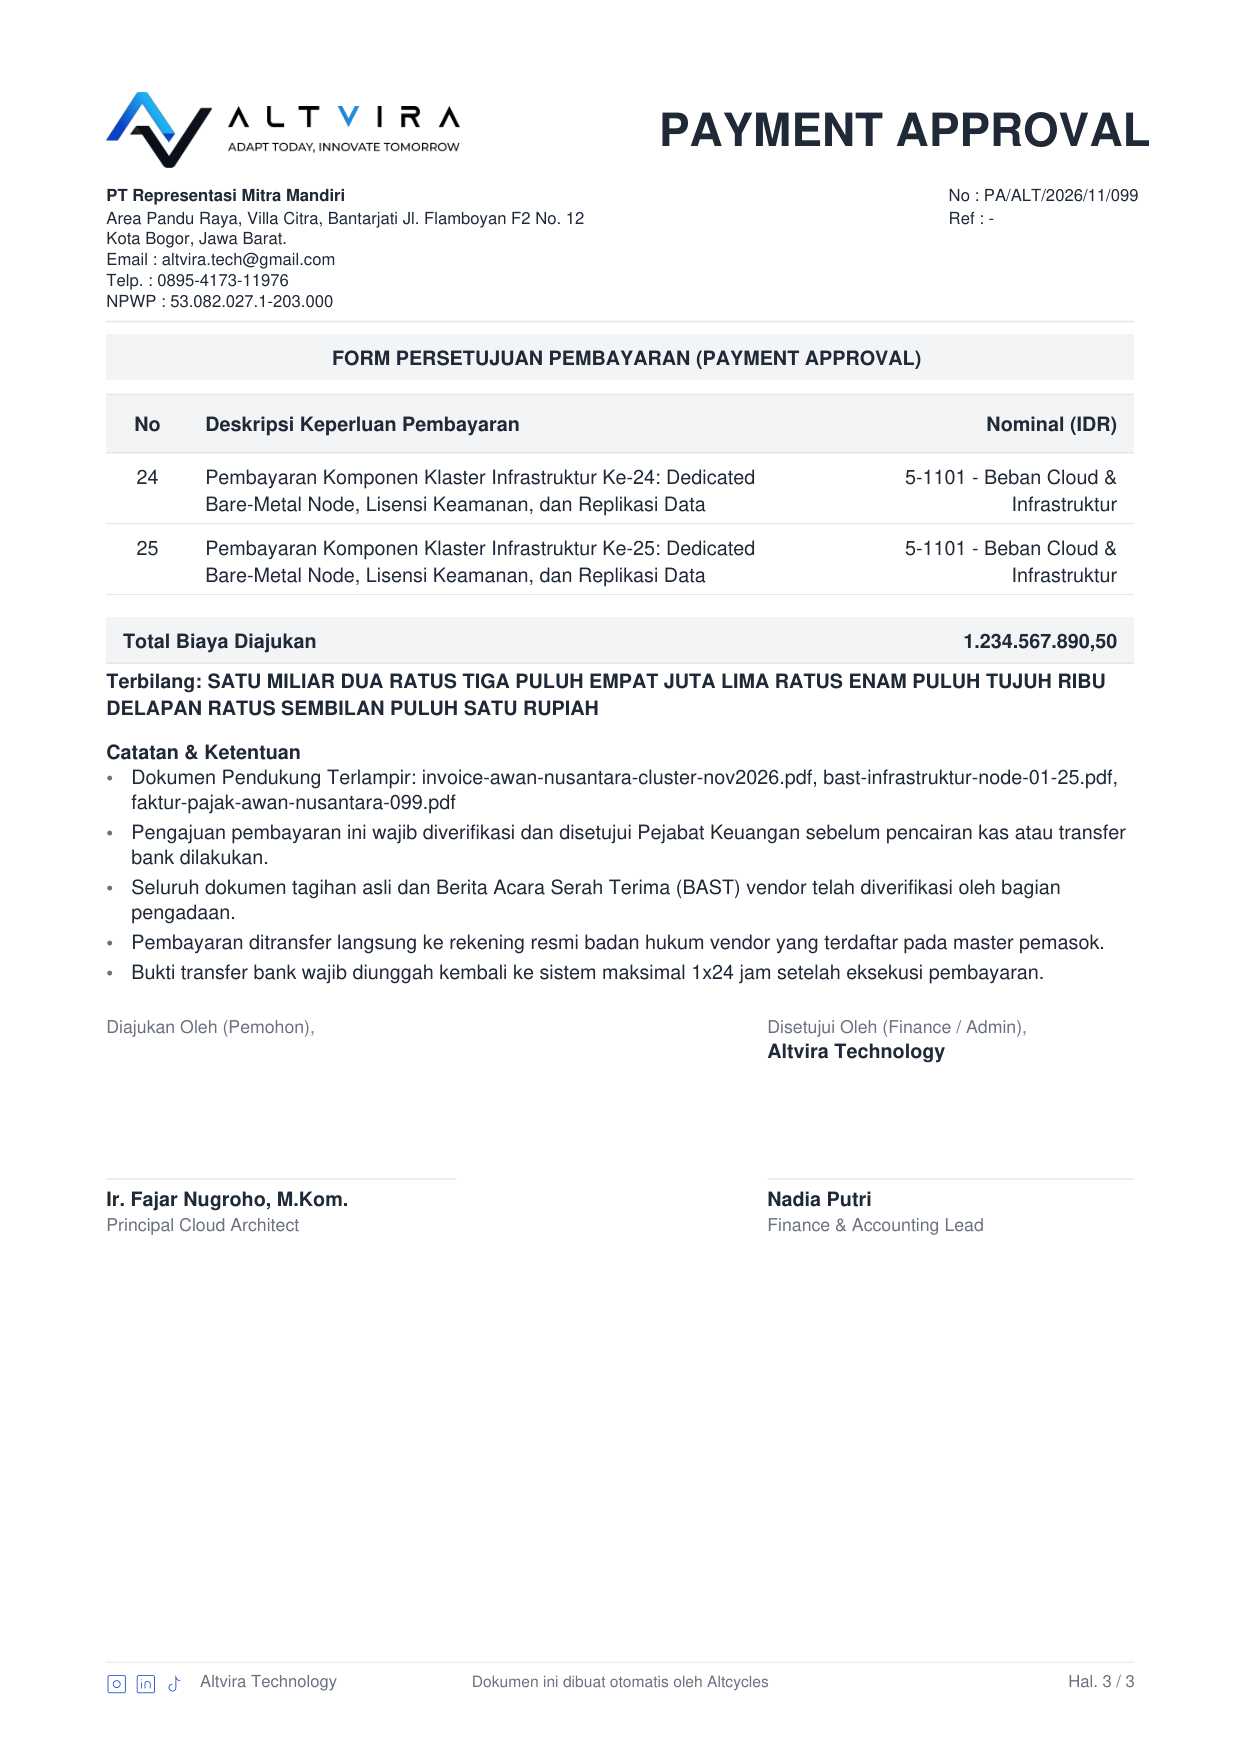 ALTVIRA
ADAPT TODAY, INNOVATE TOMORROW
PAYMENT APPROVAL
PT Representasi Mitra Mandiri
Area Pandu Raya, Villa Citra, Bantarjati Jl. Flamboyan F2 No. 12
Kota Bogor, Jawa Barat.
Email : altvira.tech@gmail.com
Telp. : 0895-4173-11976
NPWP : 53.082.027.1-203.000
No : PA/ALT/2026/11/099
Ref : -
FORM PERSETUJUAN PEMBAYARAN (PAYMENT APPROVAL)
No Deskripsi Keperluan Pembayaran Nominal (IDR)
24 Pembayaran Komponen Klaster Infrastruktur Ke-24: Dedicated 5-1101 - Beban Cloud &
Bare-Metal Node, Lisensi Keamanan, dan Replikasi Data Infrastruktur
25 Pembayaran Komponen Klaster Infrastruktur Ke-25: Dedicated 5-1101 - Beban Cloud &
Bare-Metal Node, Lisensi Keamanan, dan Replikasi Data Infrastruktur
Total Biaya Diajukan 1.234.567.890,50
Terbilang: SATU MILIAR DUA RATUS TIGA PULUH EMPAT JUTA LIMA RATUS ENAM PULUH TUJUH RIBU
DELAPAN RATUS SEMBILAN PULUH SATU RUPIAH
Catatan & Ketentuan
• Dokumen Pendukung Terlampir: invoice-awan-nusantara-cluster-nov2026.pdf, bast-infrastruktur-node-01-25.pdf,
faktur-pajak-awan-nusantara-099.pdf
• Pengajuan pembayaran ini wajib diverifikasi dan disetujui Pejabat Keuangan sebelum pencairan kas atau transfer
bank dilakukan.
• Seluruh dokumen tagihan asli dan Berita Acara Serah Terima (BAST) vendor telah diverifikasi oleh bagian
pengadaan.
• Pembayaran ditransfer langsung ke rekening resmi badan hukum vendor yang terdaftar pada master pemasok.
• Bukti transfer bank wajib diunggah kembali ke sistem maksimal 1x24 jam setelah eksekusi pembayaran.
Diajukan Oleh (Pemohon),
Disetujui Oleh (Finance / Admin),
Altvira Technology
Ir. Fajar Nugroho, M.Kom.
Principal Cloud Architect
Nadia Putri
Finance & Accounting Lead
Altvira Technology Dokumen ini dibuat otomatis oleh Altcycles Hal. 3 / 3